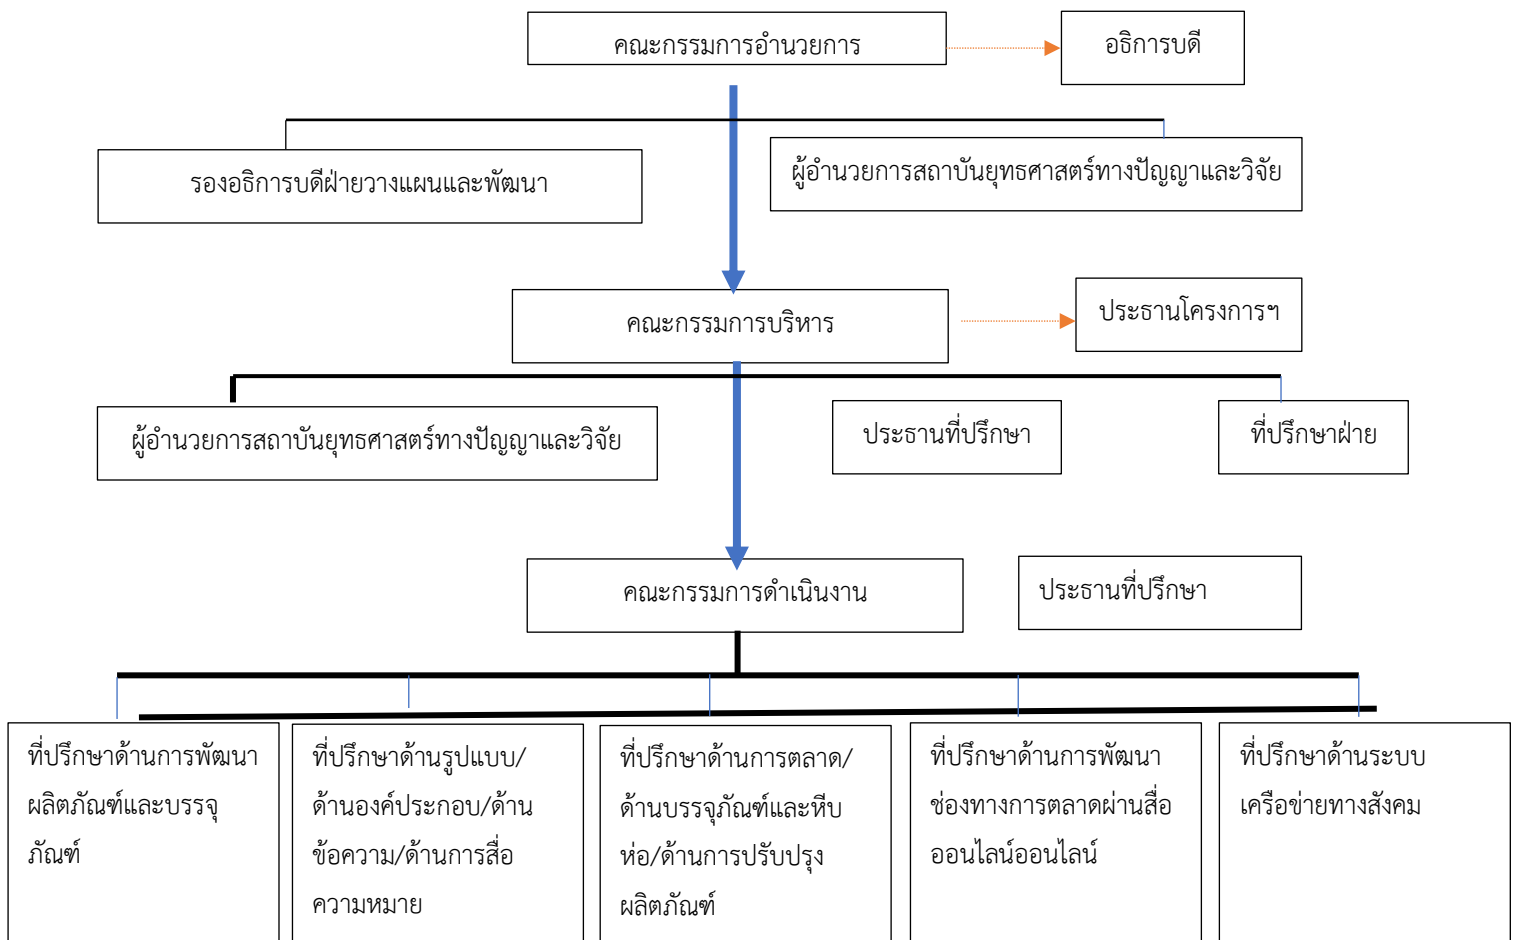 คณะกรรมการอำนวยการ
อธิการบดี
รองอธิการบดีฝ่ายวางแผนและพัฒนา
ผู้อำนวยการสถาบันยุทธศาสตร์ทางปัญญาและวิจัย
คณะกรรมการบริหาร
ประธานโครงการฯ
ผู้อำนวยการสถาบันยุทธศาสตร์ทางปัญญาและวิจัย
ประธานที่ปรึกษา
ที่ปรึกษาฝ่าย
คณะกรรมการดำเนินงาน
ประธานที่ปรึกษา
ที่ปรึกษาด้านการพัฒนา
ผลิตภัณฑ์และบรรจุ
ภัณฑ์
ที่ปรึกษาด้านรูปแบบ/
ด้านองค์ประกอบ/ด้าน
ข้อความ/ด้านการสื่อ
ความหมาย
ที่ปรึกษาด้านการตลาด/
ด้านบรรจุภัณฑ์และหีบ
ห่อ/ด้านการปรับปรุง
ผลิตภัณฑ์
ที่ปรึกษาด้านการพัฒนา
ช่องทางการตลาดผ่านสื่อ
ออนไลน์ออนไลน์
ที่ปรึกษาด้านระบบ
เครือข่ายทางสังคม